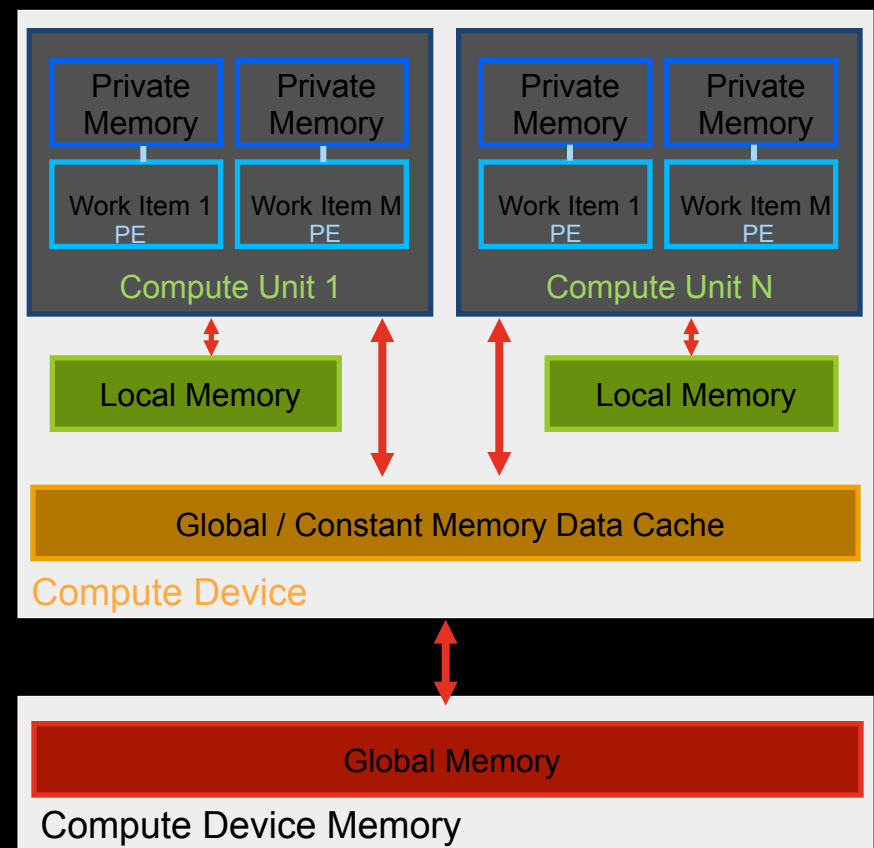 Private
Memory
Private
Memory
Private
Memory
Private
Memory
Work Item 1
PE
Work Item M
PE
Work Item 1
PE
Work Item M
PE
Compute Unit 1
Compute Unit N
Local Memory
Local Memory
Global / Constant Memory Data Cache
Compute Device
Global Memory
Compute Device Memory